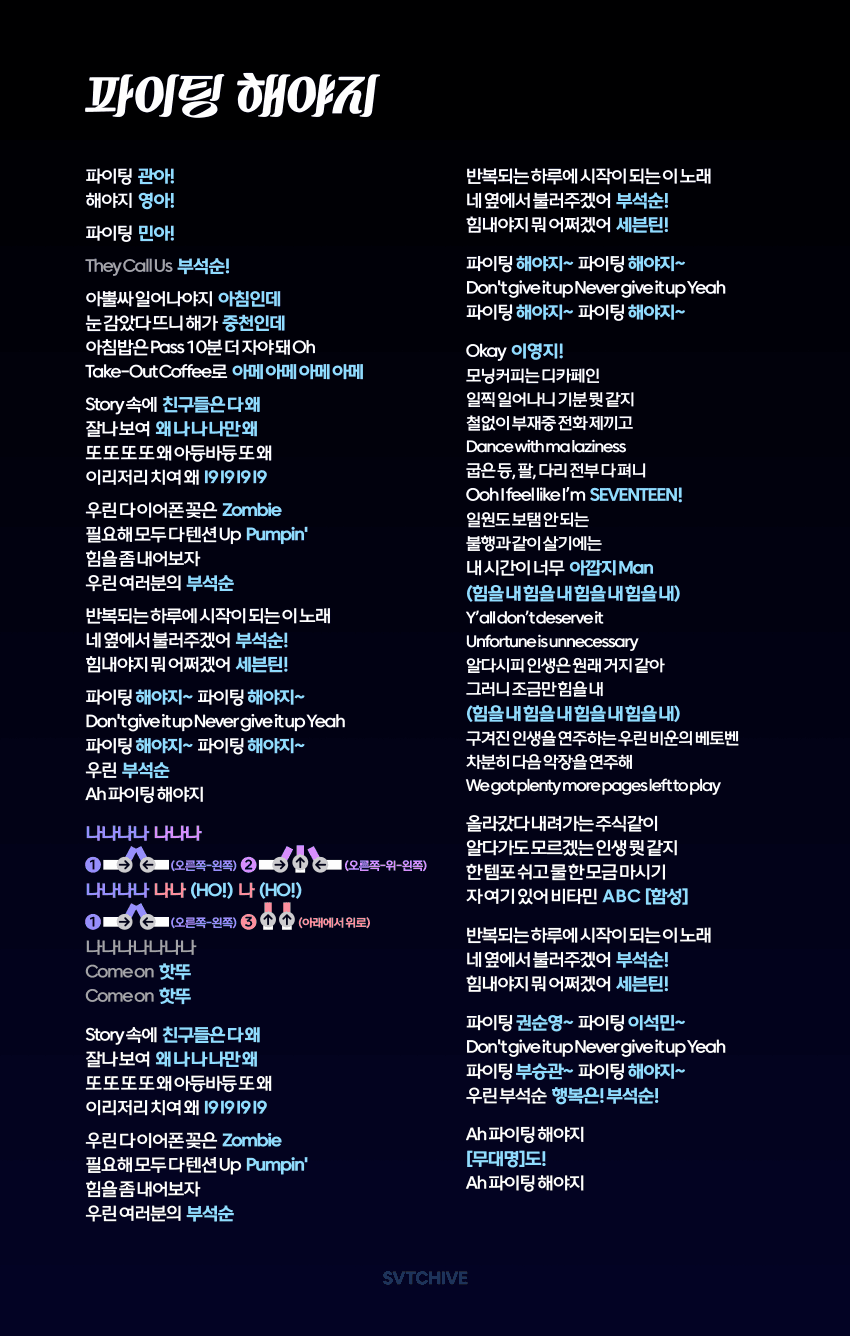 파이팅 해야지
파이팅 관아!
해야지 영아!
파이팅 민아!
They Call Us 부석순!
아뿔싸 일어나야지 아침인데
눈 감았다 뜨니 해가 중천인데
아침밥은 Pass 10분 더 자야 돼 Oh
Take-Out Coffee로 아메 아메 아메 아메
Story 속에 친구들은 다 왜
잘나 보여 왜 나 나 나만 왜
또 또 또 또 왜 아등바등 또 왜
이리저리 치여 왜 19 19 19 19
우린 다 이어폰 꽂은 Zombie
필요해 모두 다 텐션 Up Pumpin'
힘을 좀 내어보자
우린 여러분의 부석순
반복되는 하루에 시작이 되는 이 노래
네 옆에서 불러주겠어 부석순!
힘내야지 뭐 어쩌겠어 세븐틴!
파이팅 해야지~ 파이팅 해야지~
Don't give it up Never give it up Yeah
파이팅 해야지~ 파이팅 해야지~
우린 부석순
Ah 파이팅 해야지
나나나나 나나나
1 (오른쪽-왼쪽) 2 (오른쪽-위-왼쪽)
나나나나 나나 (HO!) 나 (HO!)
1 (오른쪽-왼쪽) 3 (아래에서 위로)
나나나나나나나
Come on 핫뚜
Come on 핫뚜
Story 속에 친구들은 다 왜
잘나 보여 왜 나 나 나만 왜
또 또 또 또 왜 아등바등 또 왜
이리저리 치여 왜 19 19 19 19
우린 다 이어폰 꽂은 Zombie
필요해 모두 다 텐션 Up Pumpin'
힘을 좀 내어보자
우린 여러분의 부석순
반복되는 하루에 시작이 되는 이 노래
네 옆에서 불러주겠어 부석순!
힘내야지 뭐 어쩌겠어 세븐틴!
파이팅 해야지~ 파이팅 해야지~
Don't give it up Never give it up Yeah
파이팅 해야지~ 파이팅 해야지~
Okay 이영지!
모닝커피는 디카페인
일찍 일어나니 기분 뭣 같지
철없이 부재중 전화 제끼고
Dance with ma laziness
굽은 등, 팔, 다리 전부 다 펴니
Ooh I feel like I’m SEVENTEEN!
일원도 보탬 안 되는
불행과 같이 살기에는
내 시간이 너무 아깝지 Man
(힘을 내 힘을 내 힘을 내 힘을 내)
Y’all don’t deserve it
Unfortune is unnecessary
알다시피 인생은 원래 거지 같아
그러니 조금만 힘을 내
(힘을 내 힘을 내 힘을 내 힘을 내)
구겨진 인생을 연주하는 우린 비운의 베토벤
차분히 다음 악장을 연주해
We got plenty more pages left to play
올라갔다 내려가는 주식같이
알다가도 모르겠는 인생 뭣 같지
한 템포 쉬고 물 한 모금 마시기
자 여기 있어 비타민 ABC [함성]
반복되는 하루에 시작이 되는 이 노래
네 옆에서 불러주겠어 부석순!
힘내야지 뭐 어쩌겠어 세븐틴!
파이팅 권순영~ 파이팅 이석민~
Don't give it up Never give it up Yeah
파이팅 부승관~ 파이팅 해야지~
우린 부석순 행복은! 부석순!
Ah 파이팅 해야지
[무대명]도!
Ah 파이팅 해야지
SVTCHIVE